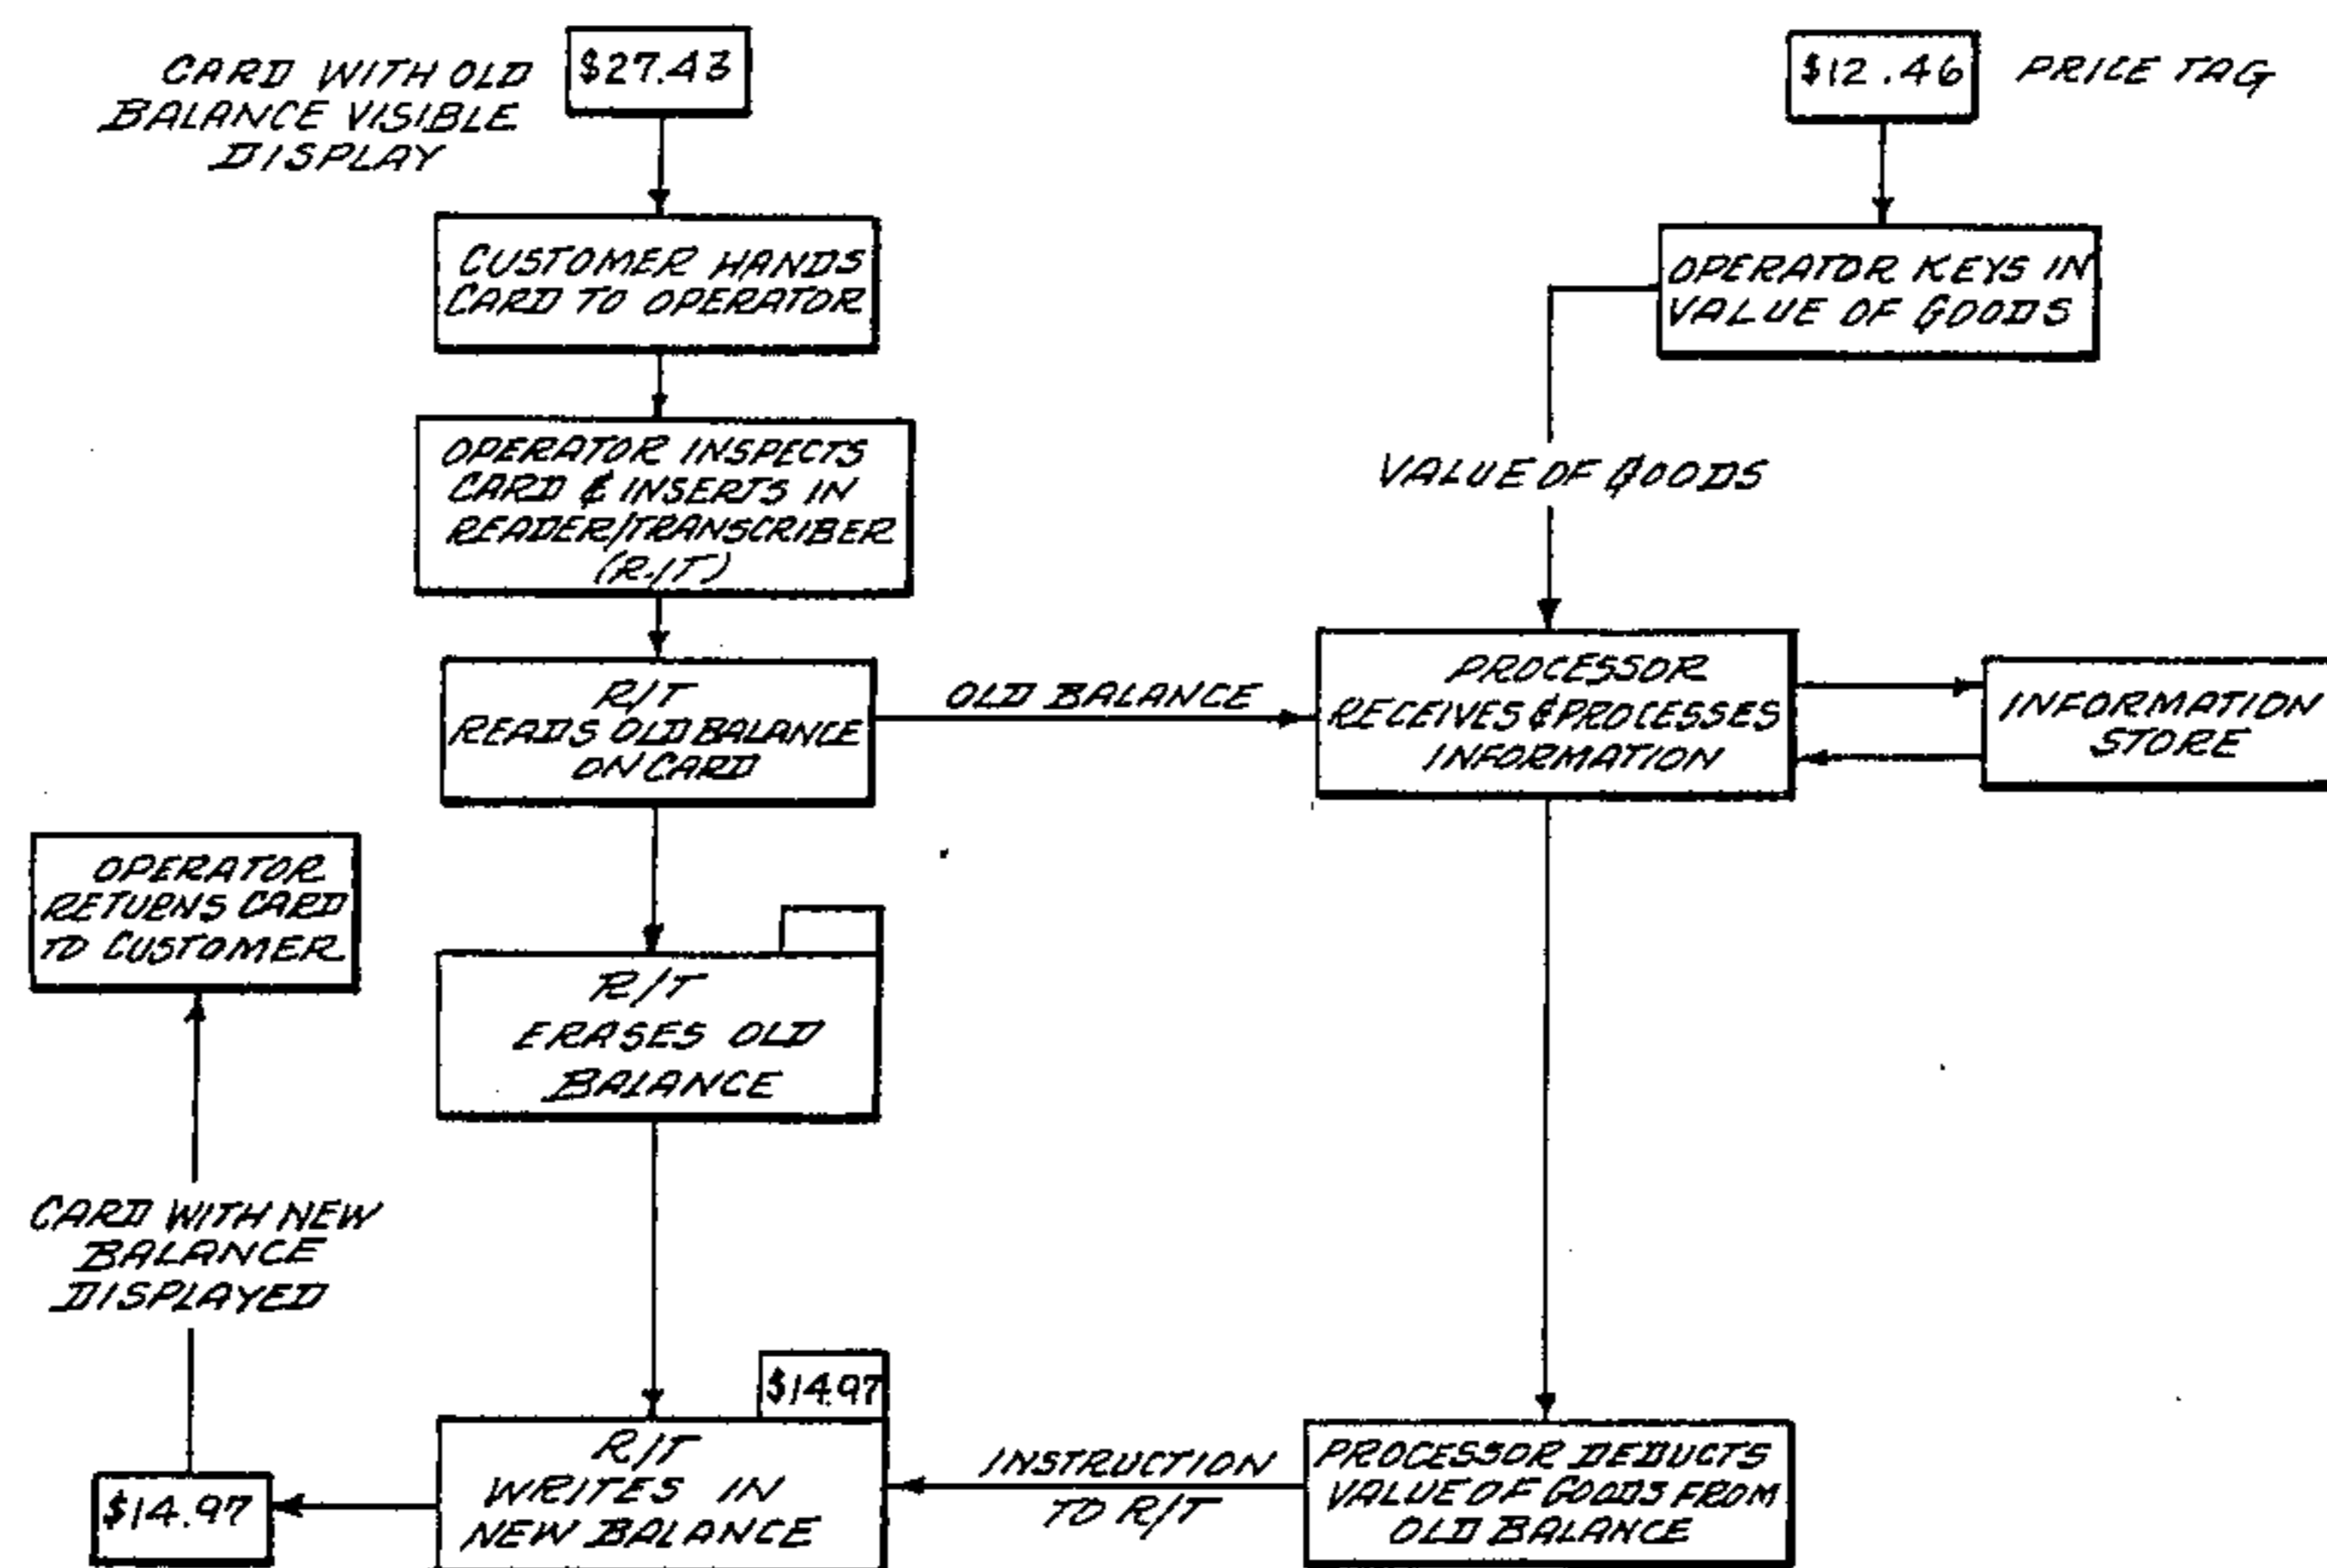 CARD WITH OLD
BALANCE VISIBLE
DISPLAY
$27.43
$12.46
PRICE TAG
CUSTOMER HANDS
CARD TO OPERATOR
OPERATOR KEYS IN
VALUE OF GOODS
OPERATOR INSPECTS
CARD & INSERTS IN
READER/TRANSCRIBER
(R/T)
VALUE OF GOODS
R/T
READS OLD BALANCE
ON CARD
OLD BALANCE
PROCESSOR
RECEIVES & PROCESSES
INFORMATION
INFORMATION
STORE
OPERATOR
RETURNS CARD
TO CUSTOMER
R/T
ERASES OLD
BALANCE
CARD WITH NEW
BALANCE
DISPLAYED
$14.97
$14.97
R/T
WRITES IN
NEW BALANCE
INSTRUCTION
TO R/T
PROCESSOR DEDUCTS
VALUE OF GOODS FROM
OLD BALANCE